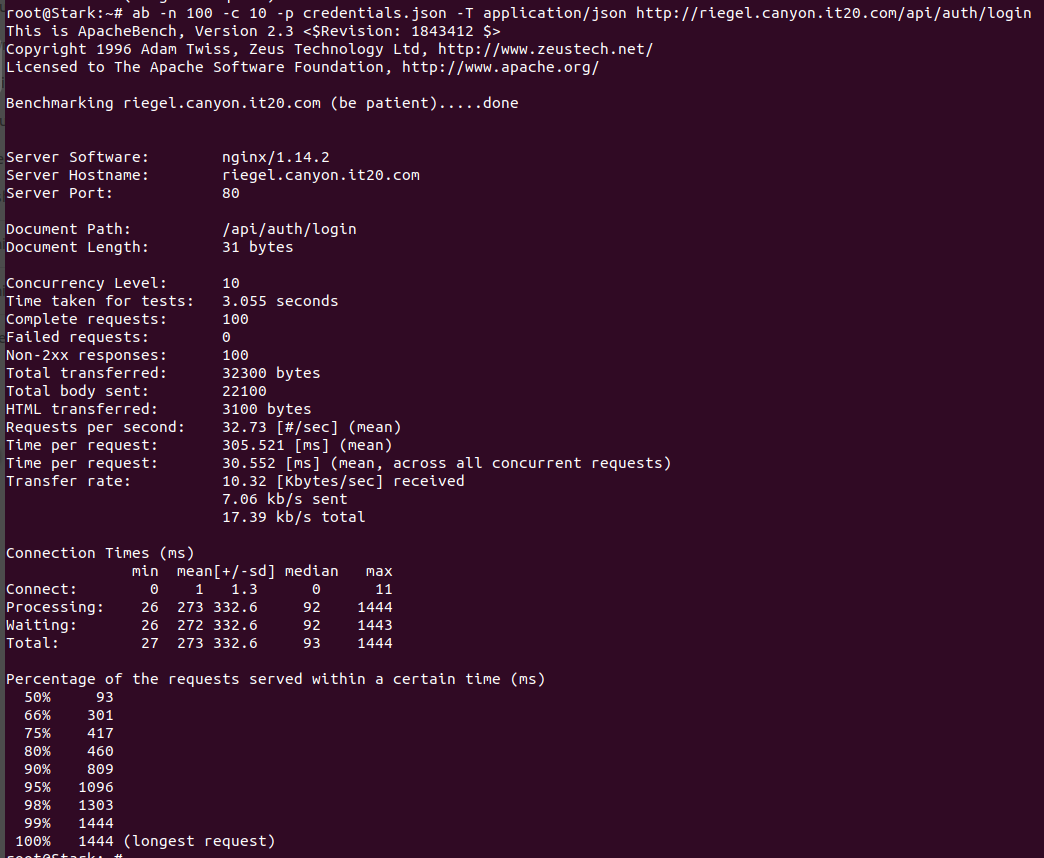 root@Stark:~# ab -n 100 -c 10 -p credentials.json -T application/json http://riegel.canyon.it20.com/api/auth/login
This is ApacheBench, Version 2.3 <$Revision: 1843412 $>
Copyright 1996 Adam Twiss, Zeus Technology Ltd, http://www.zeustech.net/
Licensed to The Apache Software Foundation, http://www.apache.org/

Benchmarking riegel.canyon.it20.com (be patient).....done


Server Software:        nginx/1.14.2
Server Hostname:        riegel.canyon.it20.com
Server Port:            80

Document Path:          /api/auth/login
Document Length:        31 bytes

Concurrency Level:      10
Time taken for tests:   3.055 seconds
Complete requests:      100
Failed requests:        0
Non-2xx responses:      100
Total transferred:      32300 bytes
Total body sent:        22100
HTML transferred:       3100 bytes
Requests per second:    32.73 [#/sec] (mean)
Time per request:       305.521 [ms] (mean)
Time per request:       30.552 [ms] (mean, across all concurrent requests)
Transfer rate:          10.32 [Kbytes/sec] received
                        7.06 kb/s sent
                        17.39 kb/s total

Connection Times (ms)
              min  mean[+/-sd] median   max
Connect:        0    1   1.3      0      11
Processing:    26  273 332.6     92    1444
Waiting:       26  272 332.6     92    1443
Total:         27  273 332.6     93    1444

Percentage of the requests served within a certain time (ms)
  50%     93
  66%    301
  75%    417
  80%    460
  90%    809
  95%   1096
  98%   1303
  99%   1444
 100%   1444 (longest request)
root@Stark:~#